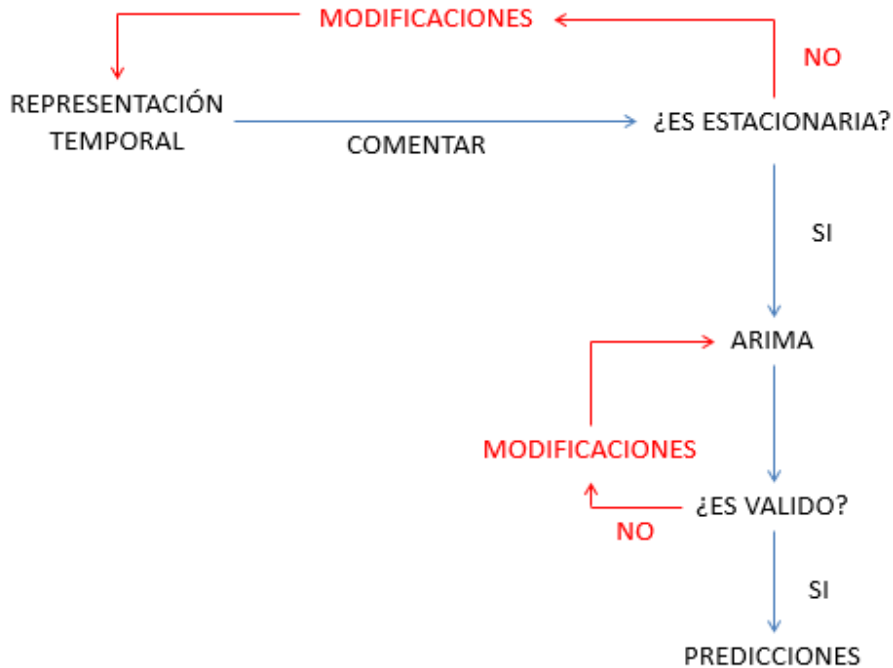 MODIFICACIONES
NO
REPRESENTACIÓN
TEMPORAL
COMENTAR
¿ES ESTACIONARIA?
SI
ARIMA
MODIFICACIONES
¿ES VALIDO?
NO
SI
PREDICCIONES